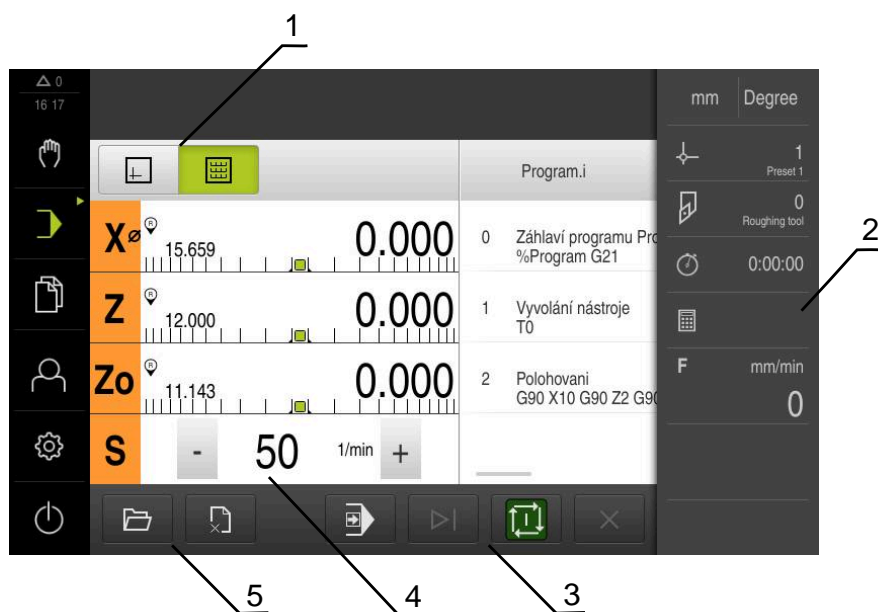 1
0
16 17
mm Degree
1
Preset 1
Program.i
0
Roughing tool
2
X ø R 15.659 0.000
0 Záhlaví programu Pro
%Program G21
0:00:00
Z R 12.000 0.000
1 Vyvolání nástroje
T0
Zo R 11.143 0.000
2 Polohovani
G90 X10 G90 Z2 G90
F mm/min
0
S - 50 1/min +
5
4
3